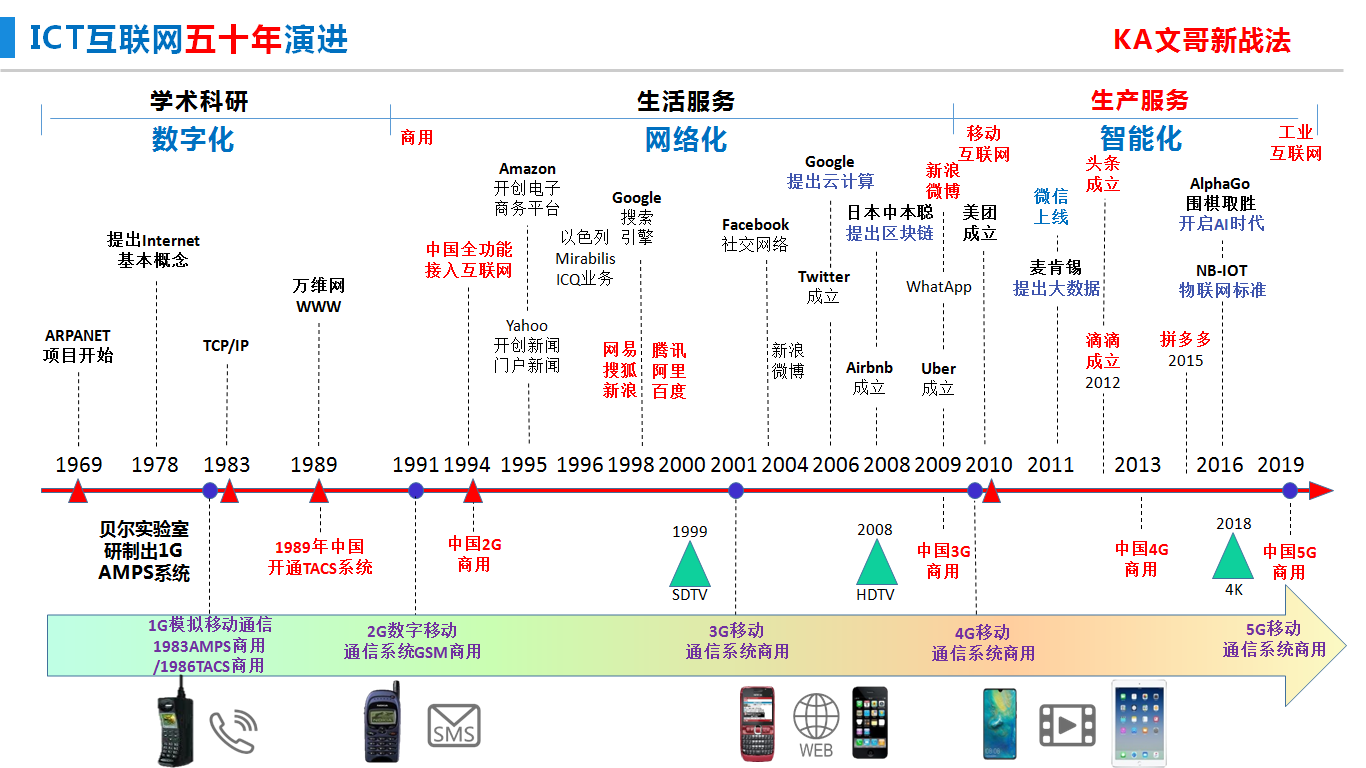 ICT互联网五十年演进
KA文哥新战法
学术科研
生活服务
生产服务
数字化
商用
网络化
移动
互联网
智能化
工业
互联网
ARPANET
项目开始
提出Internet
基本概念
TCP/IP
万维网
WWW
中国全功能
接入互联网
Amazon
开创电子
商务平台
Yahoo
开创新闻
门户新闻
以色列
Mirabilis
ICQ业务
Google
搜索
引擎
网易
搜狐
新浪
腾讯
阿里
百度
Facebook
社交网络
新浪
微博
Google
提出云计算
Twitter
成立
日本中本聪
提出区块链
Airbnb
成立
新浪
微博
WhatApp
Uber
成立
美团
成立
微信
上线
麦肯锡
提出大数据
头条
成立
滴滴
成立
2012
拼多多
2015
AlphaGo
围棋取胜
开启AI时代
NB-IOT
物联网标准
1969 1978 1983 1989 1991 1994 1995 1996 1998 2000 2001 2004 2006 2008 2009 2010 2011 2013 2016 2019
贝尔实验室
研制出1G
AMPS系统
1989年中国
开通TACS系统
中国2G
商用
1999
SDTV
2008
HDTV
中国3G
商用
中国4G
商用
2018
4K
中国5G
商用
1G模拟移动通信
1983AMPS商用
/1986TACS商用
2G数字移动
通信系统GSM商用
3G移动
通信系统商用
4G移动
通信系统商用
5G移动
通信系统商用
SMS
WEB